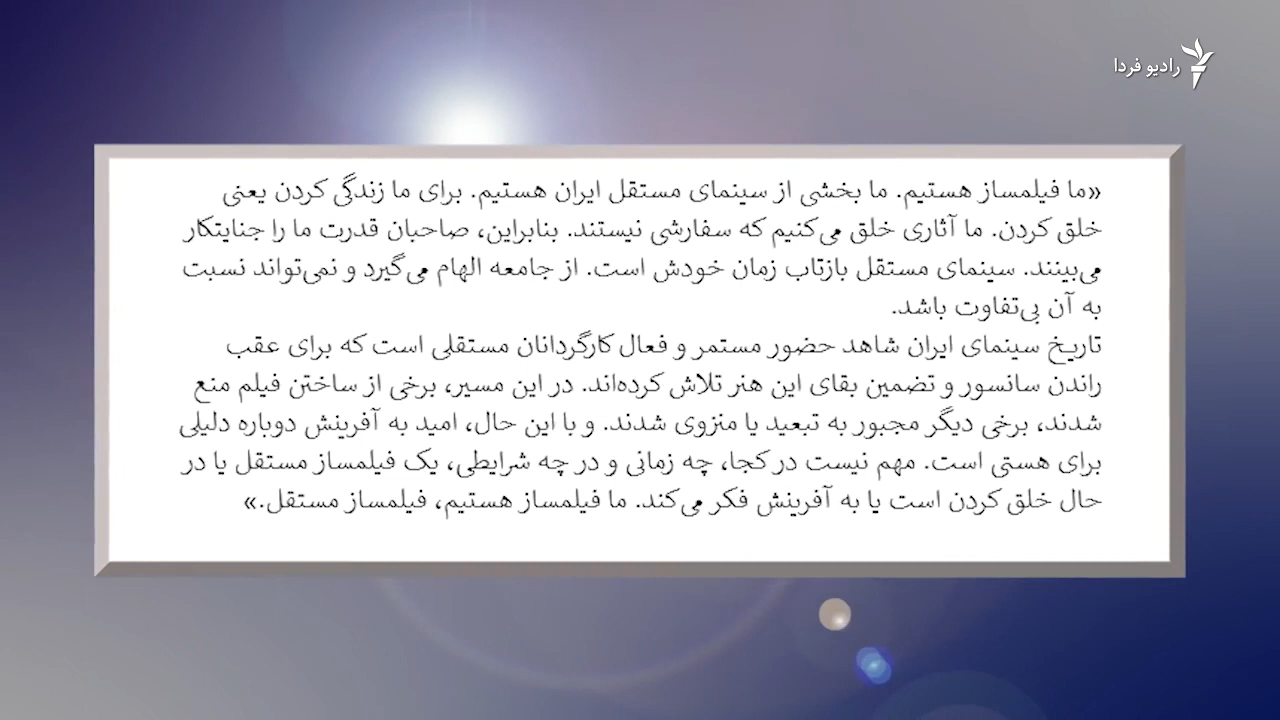 رادیو فردا
«ما فیلمساز هستیم. ما بخشی از سینمای مستقل ایران هستیم. برای ما زندگی کردن یعنی
خلق کردن. ما آثاری خلق می‌کنیم که سفارشی نیستند. بنابراین، صاحبان قدرت ما را جنایتکار
می‌بینند. سینمای مستقل بازتاب زمان خودش است. از جامعه الهام می‌گیرد و نمی‌تواند نسبت
به آن بی‌تفاوت باشد.
تاریخ سینمای ایران شاهد حضور مستمر و فعال کارگردانان مستقلی است که برای عقب
راندن سانسور و تضمین بقای این هنر تلاش کرده‌اند. در این مسیر، برخی از ساختن فیلم منع
شدند، برخی دیگر مجبور به تبعید یا منزوی شدند. و با این حال، امید به آفرینش دوباره دلیلی
برای هستی است. مهم نیست در کجا، چه زمانی و در چه شرایطی، یک فیلمساز مستقل یا در
حال خلق کردن است یا به آفرینش فکر می‌کند. ما فیلمساز هستیم، فیلمساز مستقل.»